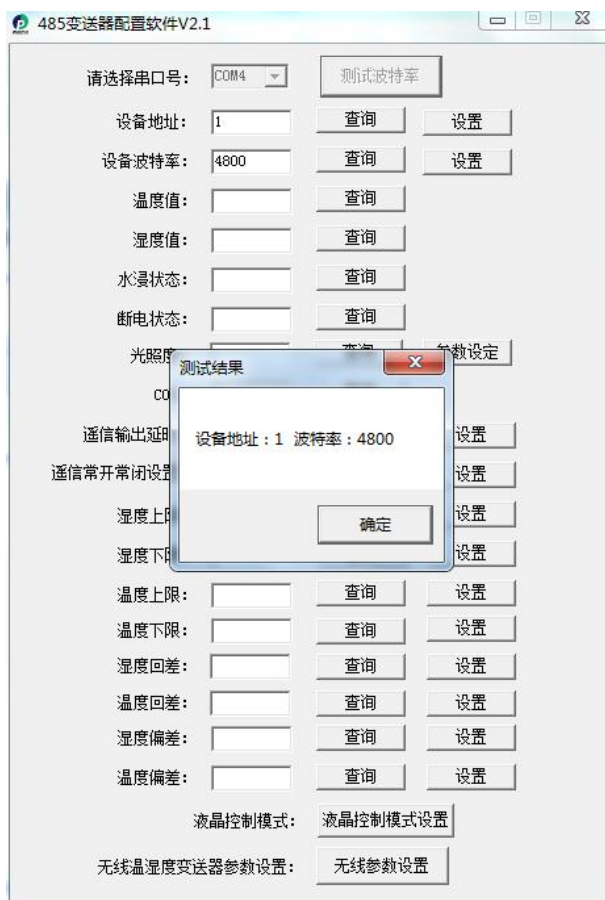 485变送器配置软件V2.1
请选择串口号： COM4 测试波特率
设备地址： 1 查询 设置
设备波特率： 4800 查询 设置
温度值： 查询
湿度值： 查询
水浸状态： 查询
断电状态： 查询
光照度 参数设定
测试结果
CO
设备地址：1 波特率：4800
遥信输出延时 设置
遥信常开常闭设置 设置
湿度上限 确定 设置
湿度下限 设置
温度上限： 查询 设置
温度下限： 查询 设置
湿度回差： 查询 设置
温度回差： 查询 设置
湿度偏差： 查询 设置
温度偏差： 查询 设置
液晶控制模式： 液晶控制模式设置
无线温湿度变送器参数设置： 无线参数设置